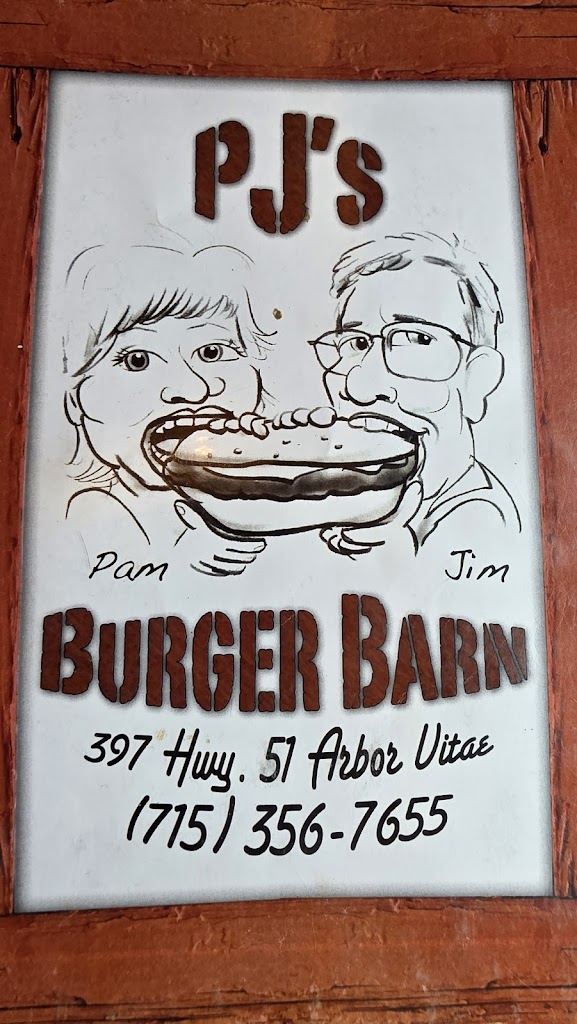 PJ's
Pam
Jim
BURGER BARN
397 Hwy. 51 Arbor Vitae
(715) 356-7655